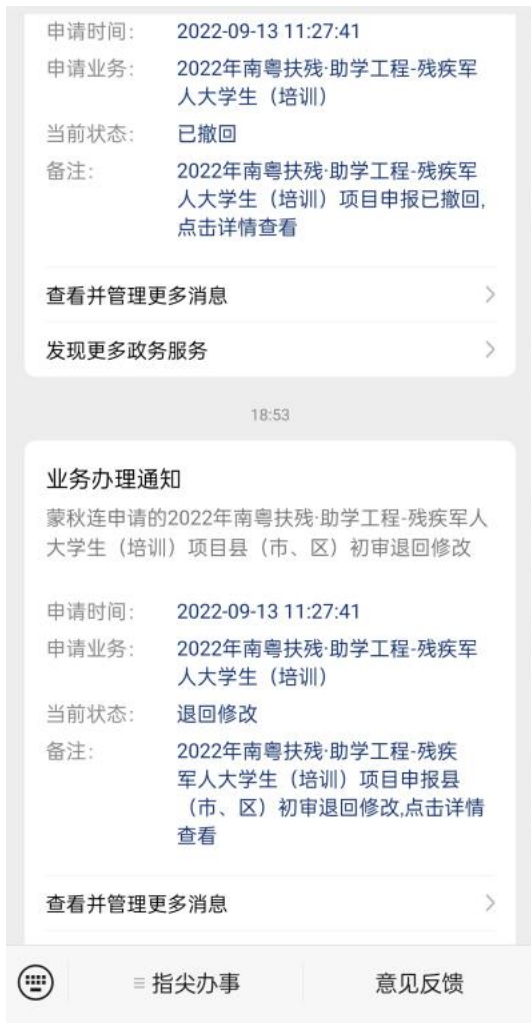 申请时间: 2022-09-13 11:27:41
申请业务: 2022年南粤扶残·助学工程-残疾军
人大学生（培训）
当前状态: 已撤回
备注: 2022年南粤扶残·助学工程-残疾军
人大学生（培训）项目申报已撤回,
点击详情查看
查看并管理更多消息
发现更多政务服务
18:53
业务办理通知
蒙秋连申请的2022年南粤扶残·助学工程-残疾军人
大学生（培训）项目县（市、区）初审退回修改
申请时间: 2022-09-13 11:27:41
申请业务: 2022年南粤扶残·助学工程-残疾军
人大学生（培训）
当前状态: 退回修改
备注: 2022年南粤扶残·助学工程-残疾
军人大学生（培训）项目申报县
（市、区）初审退回修改,点击详情
查看
查看并管理更多消息
指尖办事 意见反馈